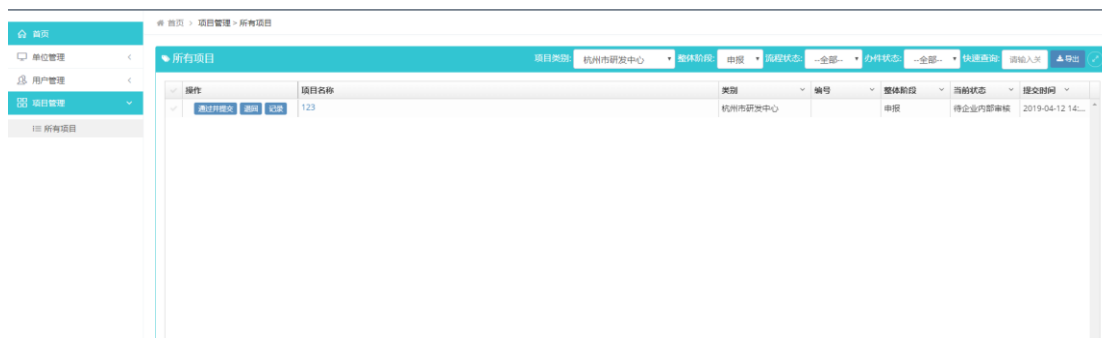 首页 > 项目管理 > 所有项目
首页
单位管理
用户管理
项目管理
所有项目
所有项目 项目类别: 杭州市研发中心 整体阶段: 申报 流程状态: --全部-- 办件状态: --全部-- 快速查询: 请输入关 导出
操作 项目名称 类别 编号 整体阶段 当前状态 提交时间
通过并提交 退回 记录 123 杭州市研发中心 申报 待企业内部审核 2019-04-12 14:...